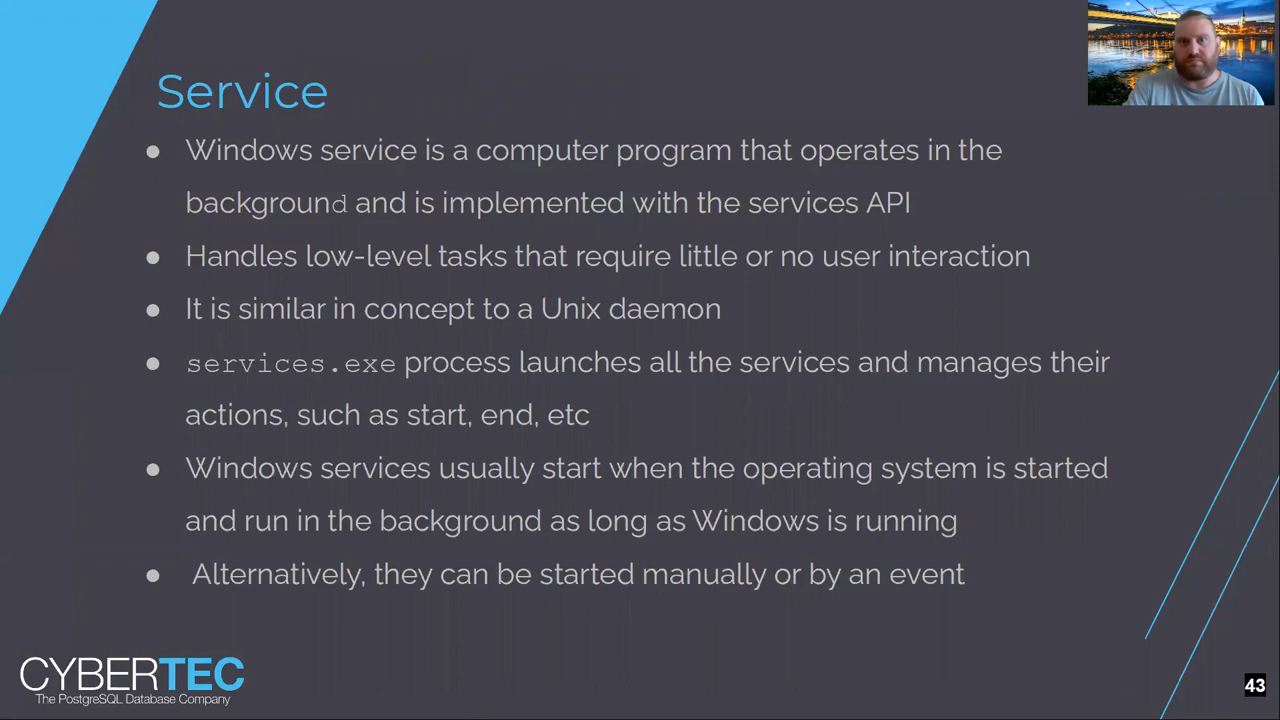 Service
● Windows service is a computer program that operates in the
background and is implemented with the services API
● Handles low-level tasks that require little or no user interaction
● It is similar in concept to a Unix daemon
● services.exe process launches all the services and manages their
actions, such as start, end, etc
● Windows services usually start when the operating system is started
and run in the background as long as Windows is running
● Alternatively, they can be started manually or by an event
CYBERTEC
The PostgreSQL Database Company
43